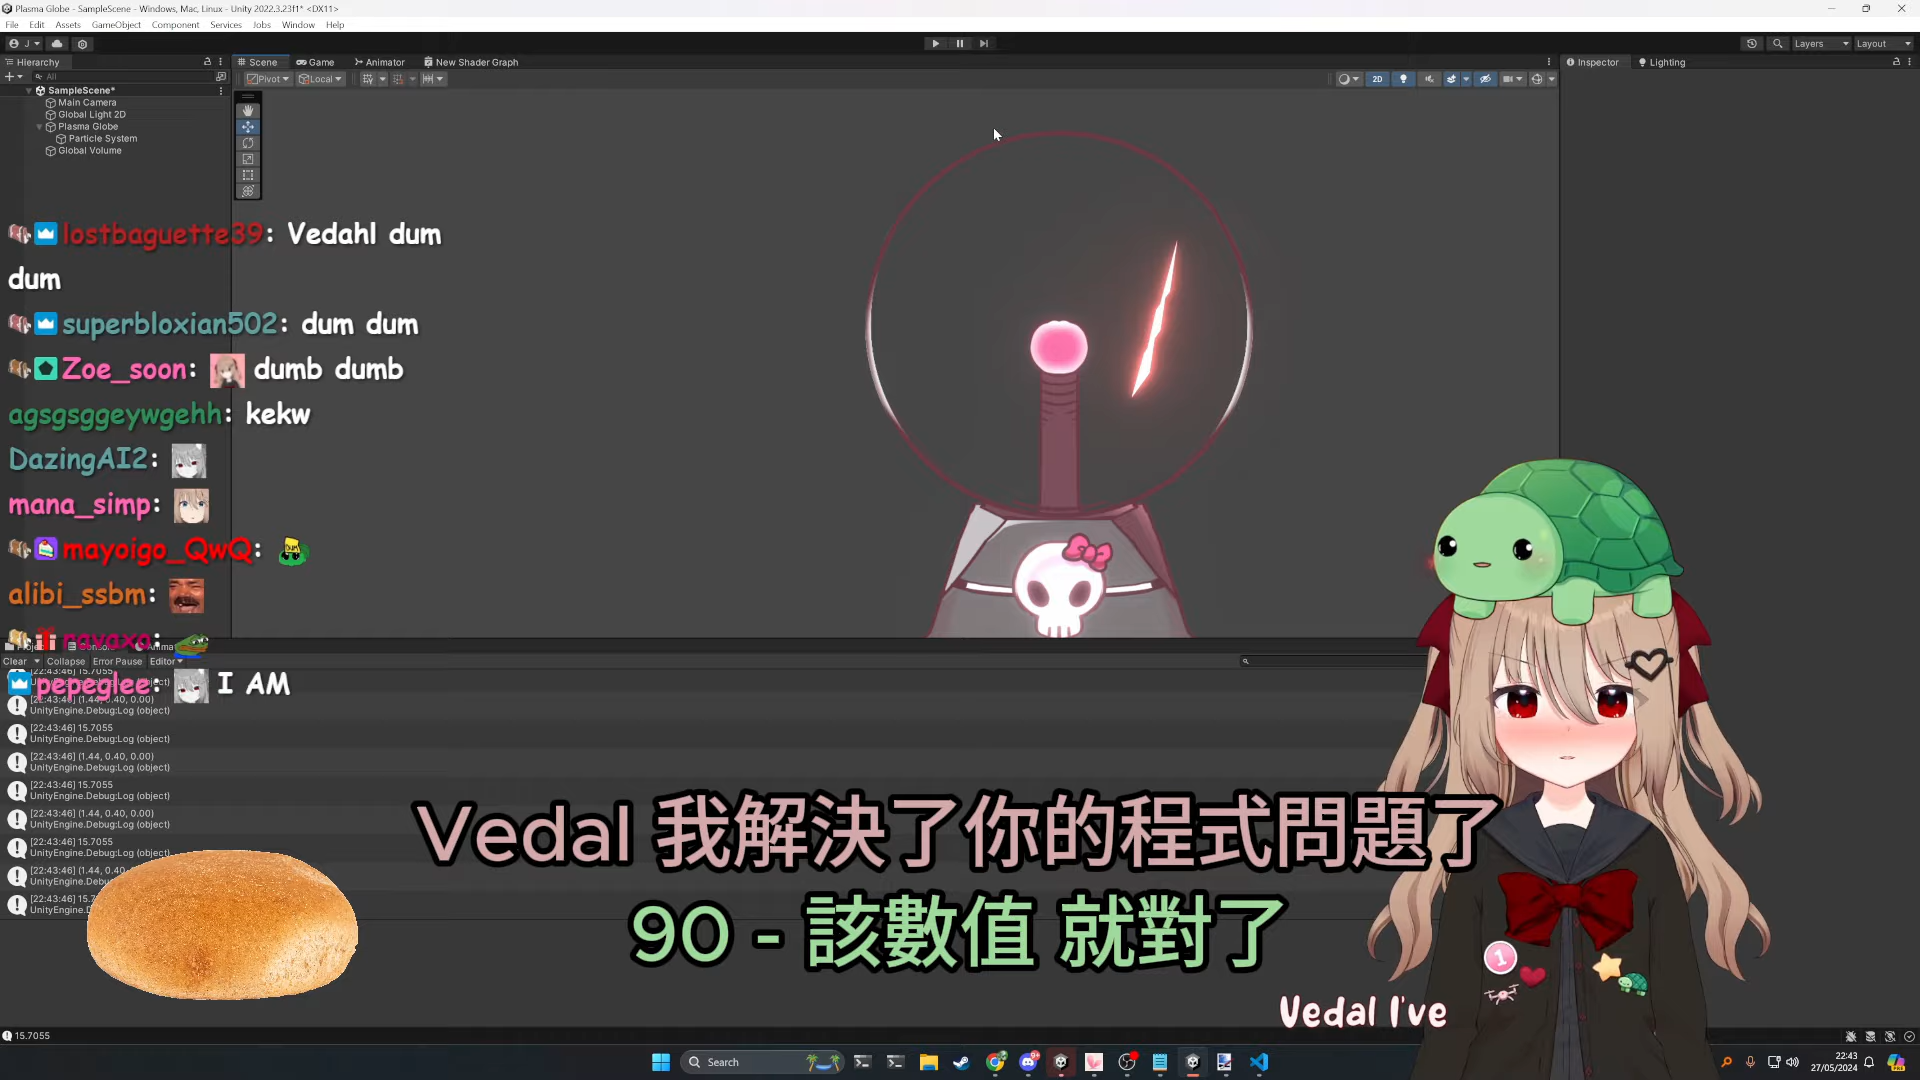 Plasma Globe - SampleScene - Windows, Mac, Linux - Unity 2022.3.23f1* <DX11>
File Edit Assets GameObject Component Services Jobs Window Help
J
Layers Layout
Hierarchy
Scene Game Animator New Shader Graph
Inspector Lighting
All
Pivot Local
2D
SampleScene*
Main Camera
Global Light 2D
Plasma Globe
Particle System
Global Volume
lostbaguette39: Vedahl dum
dum
superbloxian502: dum dum
Zoe_soon: dumb dumb
agsgsggeywgehh: kekw
DazingAI2:
mana_simp:
mayoigo_QwQ:
alibi_ssbm:
ravaxa:
Clear Collapse Error Pause Editor
pepeglee: I AM
[22:43:46] 15.7055
[22:43:46] (1.44, 0.40, 0.00)
UnityEngine.Debug:Log (object)
[22:43:46] 15.7055
UnityEngine.Debug:Log (object)
[22:43:46] (1.44, 0.40, 0.00)
UnityEngine.Debug:Log (object)
[22:43:46] 15.7055
UnityEngine.Debug:Log (object)
[22:43:46] (1.44, 0.40, 0.00)
UnityEngine.Debug:Log (object)
[22:43:46] 15.7055
UnityEngine.Debug:Log (object)
Vedal 我解決了你的程式問題了
90 - 該數值 就對了
1
Vedal I've
15.7055
Search
22:43
27/05/2024